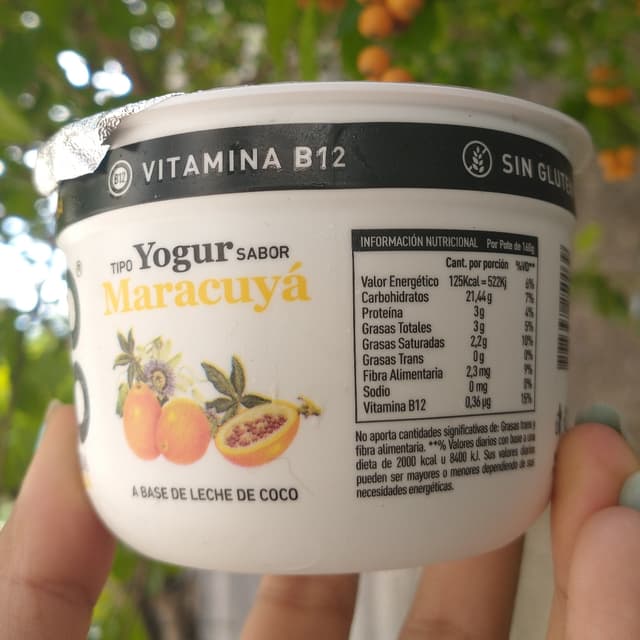 B12 VITAMINA B12
SIN GLUTE
TIPO Yogur SABOR
Maracuyá
A BASE DE LECHE DE COCO
INFORMACIÓN NUTRICIONAL Por Pote de 160g
Cant. por porción %VD**
Valor Energético 125Kcal = 522Kj 6%
Carbohidratos 21,44 g 7%
Proteína 3g 4%
Grasas Totales 3g 5%
Grasas Saturadas 2,2g 10%
Grasas Trans 0 g 0%
Fibra Alimentaria 2,3 mg 9%
Sodio 0 mg 0%
Vitamina B12 0,36 µg 15%
No aporta cantidades significativas de: Grasas trans y
fibra alimentaria. **% Valores diarios con base a una
dieta de 2000 kcal u 8400 kJ. Sus valores diarios
pueden ser mayores o menores dependiendo de sus
necesidades energéticas.